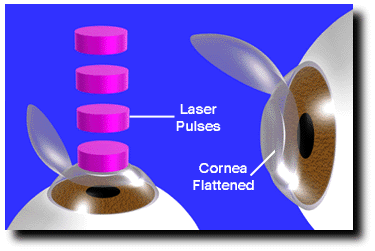 Laser
Pulses
Cornea
Flattened